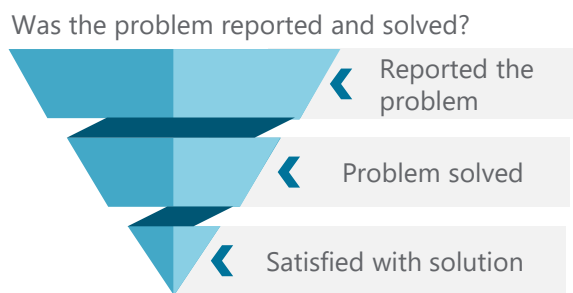 Was the problem reported and solved?
Reported the
problem
Problem solved
Satisfied with solution